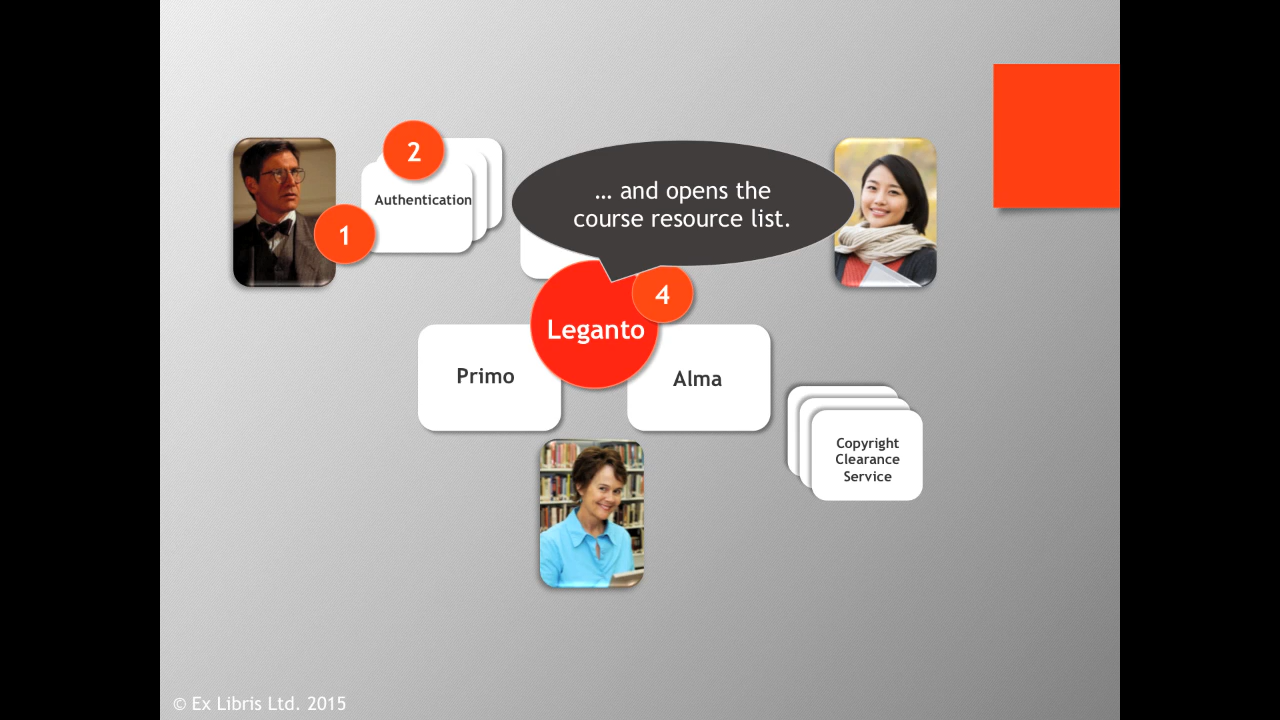 2
Authentication
1
… and opens the
course resource list.
4
Leganto
Primo
Alma
Copyright
Clearance
Service
© Ex Libris Ltd. 2015